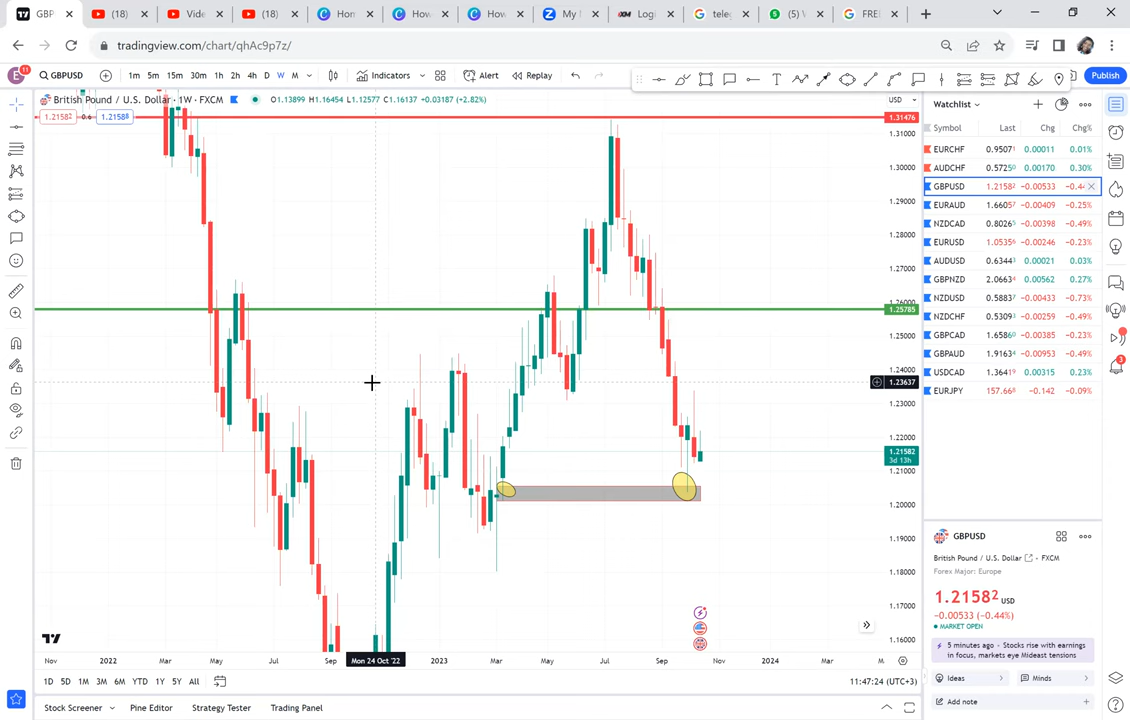 GBP
(18)
Vide
(18)
Hom
How
How
My I
Logi
teleg
(5) W
FREE
tradingview.com/chart/qhAc9p7z/
E
11
GBPUSD
1m 5m 15m 30m 1h 2h 4h D W M
Indicators
Alert
Replay
Publish
British Pound / U.S. Dollar · 1W · FXCM
O1.13899 H1.16454 L1.12577 C1.16137 +0.03187 (+2.82%)
1.21582 0.6 1.21588
USD
1.31476
1.31000
1.30000
1.29000
1.28000
1.27000
1.26000
1.25785
1.25000
1.24000
1.23637
1.23000
1.22000
1.21582
3d 13h
1.21000
1.20000
1.19000
1.18000
1.17000
1.16000
Nov 2022 Mar May Jul Sep Mon 24 Oct '22 2023 Mar May Jul Sep Nov 2024 Mar M
1D 5D 1M 3M 6M YTD 1Y 5Y All
11:47:24 (UTC+3)
Stock Screener
Pine Editor
Strategy Tester
Trading Panel
Watchlist
Symbol Last Chg Chg%
EURCHF 0.95071 0.00011 0.01%
AUDCHF 0.57250 0.00170 0.30%
GBPUSD 1.21582 −0.00533 −0.44
EURAUD 1.66057 −0.00409 −0.25%
NZDCAD 0.80265 −0.00398 −0.49%
EURUSD 1.05356 −0.00246 −0.23%
AUDUSD 0.63443 0.00021 0.03%
GBPNZD 2.06634 0.00562 0.27%
NZDUSD 0.58837 −0.00433 −0.73%
NZDCHF 0.53093 −0.00259 −0.49%
GBPCAD 1.65860 −0.00385 −0.23%
GBPAUD 1.91634 −0.00953 −0.49%
USDCAD 1.36419 0.00315 0.23%
EURJPY 157.668 −0.142 −0.09%
GBPUSD
British Pound / U.S. Dollar · FXCM
Forex Major: Europe
1.21582 USD
−0.00533 (−0.44%)
MARKET OPEN
5 minutes ago · Stocks rise with earnings
in focus, markets eye Mideast tensions
Ideas
Minds
Add note
3